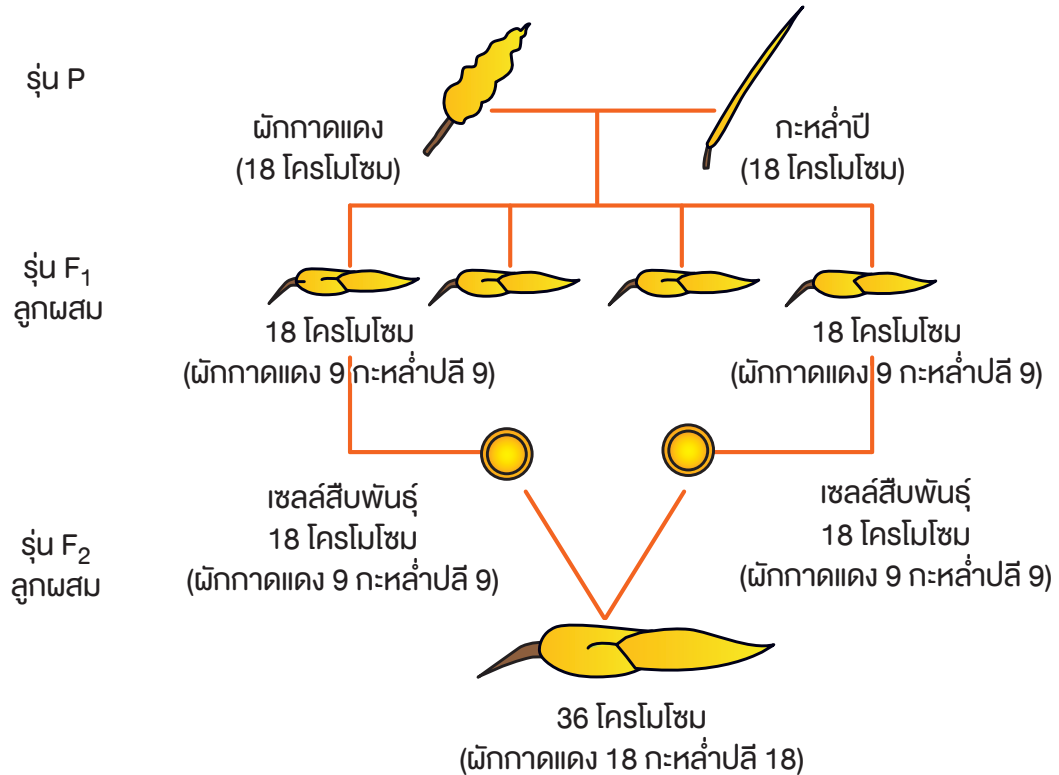 รุ่น P
ผักกาดแดง
(18 โครโมโซม)
กะหล่ำปี
(18 โครโมโซม)
รุ่น F₁
ลูกผสม
18 โครโมโซม
(ผักกาดแดง 9 กะหล่ำปลี 9)
18 โครโมโซม
(ผักกาดแดง 9 กะหล่ำปลี 9)
รุ่น F₂
ลูกผสม
เซลล์สืบพันธุ์
18 โครโมโซม
(ผักกาดแดง 9 กะหล่ำปลี 9)
เซลล์สืบพันธุ์
18 โครโมโซม
(ผักกาดแดง 9 กะหล่ำปลี 9)
36 โครโมโซม
(ผักกาดแดง 18 กะหล่ำปลี 18)